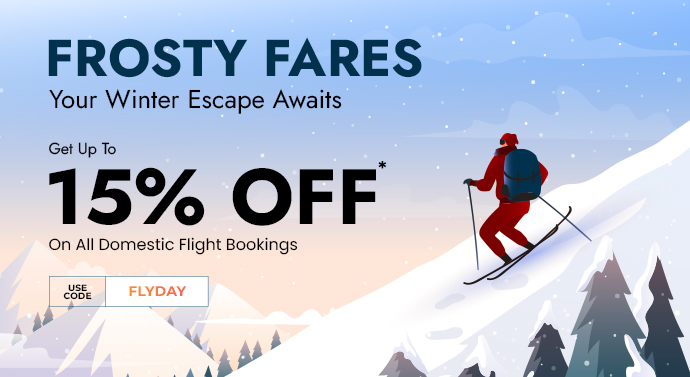 FROSTY FARES
Your Winter Escape Awaits
Get Up To
15% OFF*
On All Domestic Flight Bookings
USE
CODE
FLYDAY